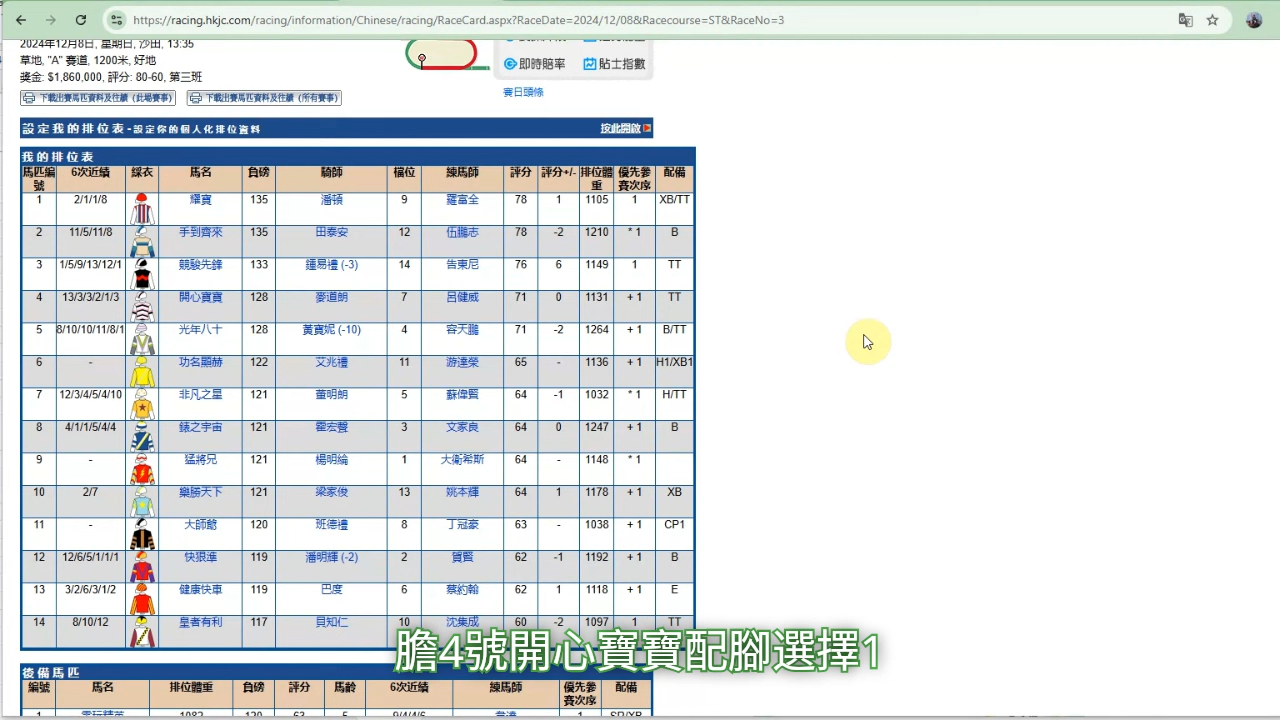 https://racing.hkjc.com/racing/information/Chinese/racing/RaceCard.aspx?RaceDate=2024/12/08&Racecourse=ST&RaceNo=3
2024年12月8日, 星期日, 沙田, 13:35
草地, "A" 賽道, 1200米, 好地
獎金: $1,860,000, 評分: 80-60, 第三班
即時賠率 貼士指數
賽日頭條
下載出賽馬匹資料及往績 (此場賽事) 下載出賽馬匹資料及往績 (所有賽事)
設定我的排位表-設定你的個人化排位資料 按此開啟
我的排位表
馬匹編號 6次近績 綵衣 馬名 負磅 騎師 檔位 練馬師 評分 評分+/- 排位體重 優先參賽次序 配備
1 2/1/1/8 耀寶 135 潘頓 9 羅富全 78 1 1105 1 XB/TT
2 11/5/11/8 手到齊來 135 田泰安 12 伍鵬志 78 -2 1210 * 1 B
3 1/5/9/13/12/1 競駿先鋒 133 鍾易禮 (-3) 14 告東尼 76 6 1149 1 TT
4 13/3/3/2/1/3 開心寶寶 128 麥道朗 7 呂健威 71 0 1131 + 1 TT
5 8/10/10/11/8/1 光年八十 128 黃寶妮 (-10) 4 容天鵬 71 -2 1264 + 1 B/TT
6 - 功名顯赫 122 艾兆禮 11 游達榮 65 - 1136 + 1 H1/XB1
7 12/3/4/5/4/10 非凡之星 121 董明朗 5 蘇偉賢 64 -1 1032 * 1 H/TT
8 4/1/1/5/4/4 錶之宇宙 121 霍宏聲 3 文家良 64 0 1247 + 1 B
9 - 猛將兄 121 楊明綸 1 大衛希斯 64 - 1148 * 1
10 2/7 樂勝天下 121 梁家俊 13 姚本輝 64 1 1178 + 1 XB
11 - 大師爺 120 班德禮 8 丁冠豪 63 - 1038 + 1 CP1
12 12/6/5/1/1/1 快狠準 119 潘明輝 (-2) 2 賀賢 62 -1 1192 + 1 B
13 3/2/6/3/1/2 健康快車 119 巴度 6 蔡約翰 62 1 1118 + 1 E
14 8/10/12 皇者有利 117 貝知仁 10 沈集成 60 -2 1097 1 TT
膽4號開心寶寶配腳選擇1
後備馬匹
編號 馬名 排位體重 負磅 評分 馬齡 6次近績 練馬師 優先參賽次序 配備